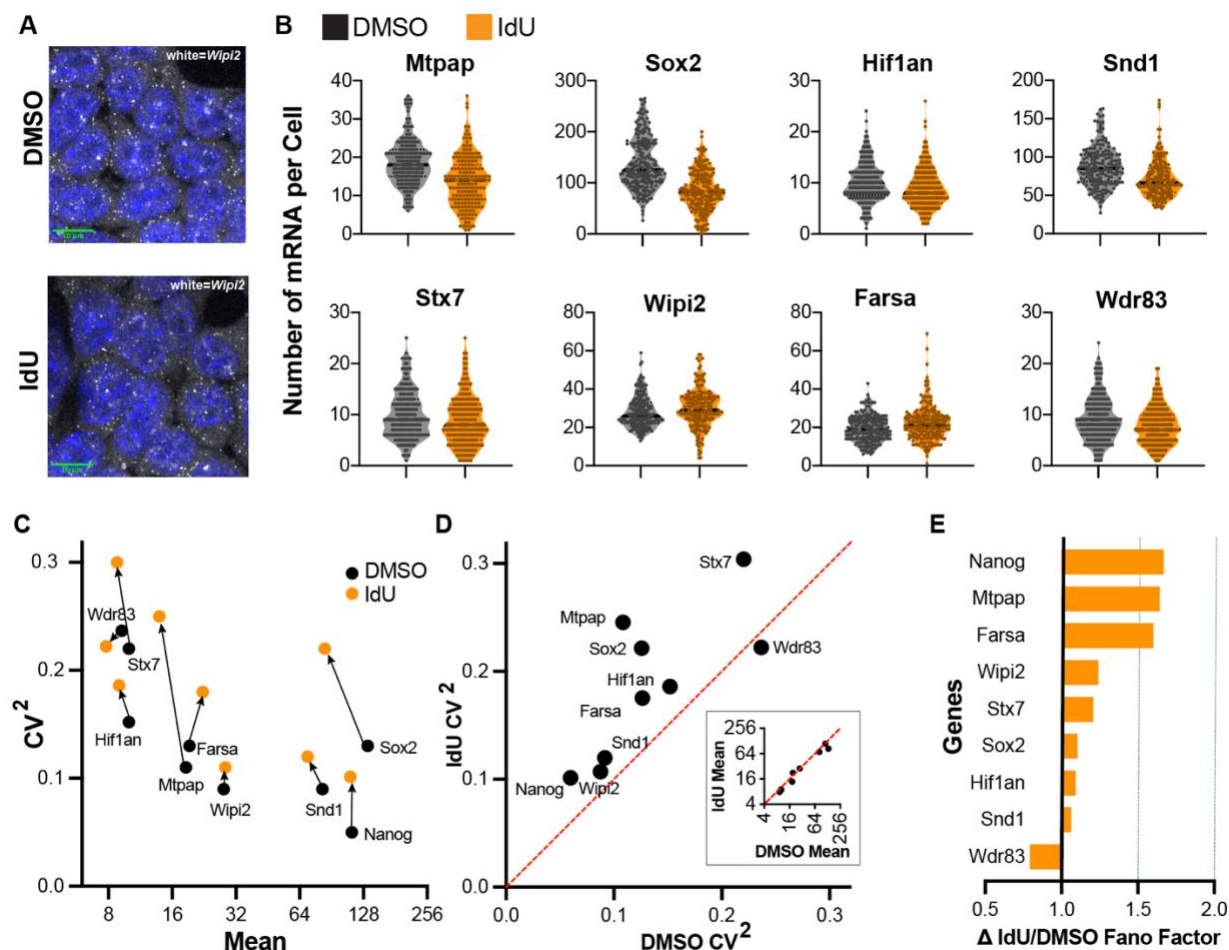 A
white=Wipi2
DMSO
10 µm
white=Wipi2
IdU
10 µm
B
DMSO IdU
Number of mRNA per Cell
Mtpap
40
30
20
10
0
Sox2
300
200
100
0
Hif1an
40
30
20
10
0
Snd1
200
150
100
50
0
Stx7
30
20
10
0
Wipi2
80
60
40
20
0
Farsa
80
60
40
20
0
Wdr83
30
20
10
0
C
CV2
0.3
0.2
0.1
0.0
DMSO
IdU
Wdr83
Stx7
Hif1an
Farsa
Mtpap
Wipi2
Sox2
Snd1
Nanog
8 16 32 64 128 256
Mean
D
IdU CV2
0.3
0.2
0.1
0.0
Stx7
Mtpap
Sox2
Wdr83
Hif1an
Farsa
Snd1
Nanog
Wipi2
IdU Mean
256
64
16
4
4 16 64 256
DMSO Mean
0.0 0.1 0.2 0.3
DMSO CV2
E
Genes
Nanog
Mtpap
Farsa
Wipi2
Stx7
Sox2
Hif1an
Snd1
Wdr83
0.5 1.0 1.5 2.0
Δ IdU/DMSO Fano Factor